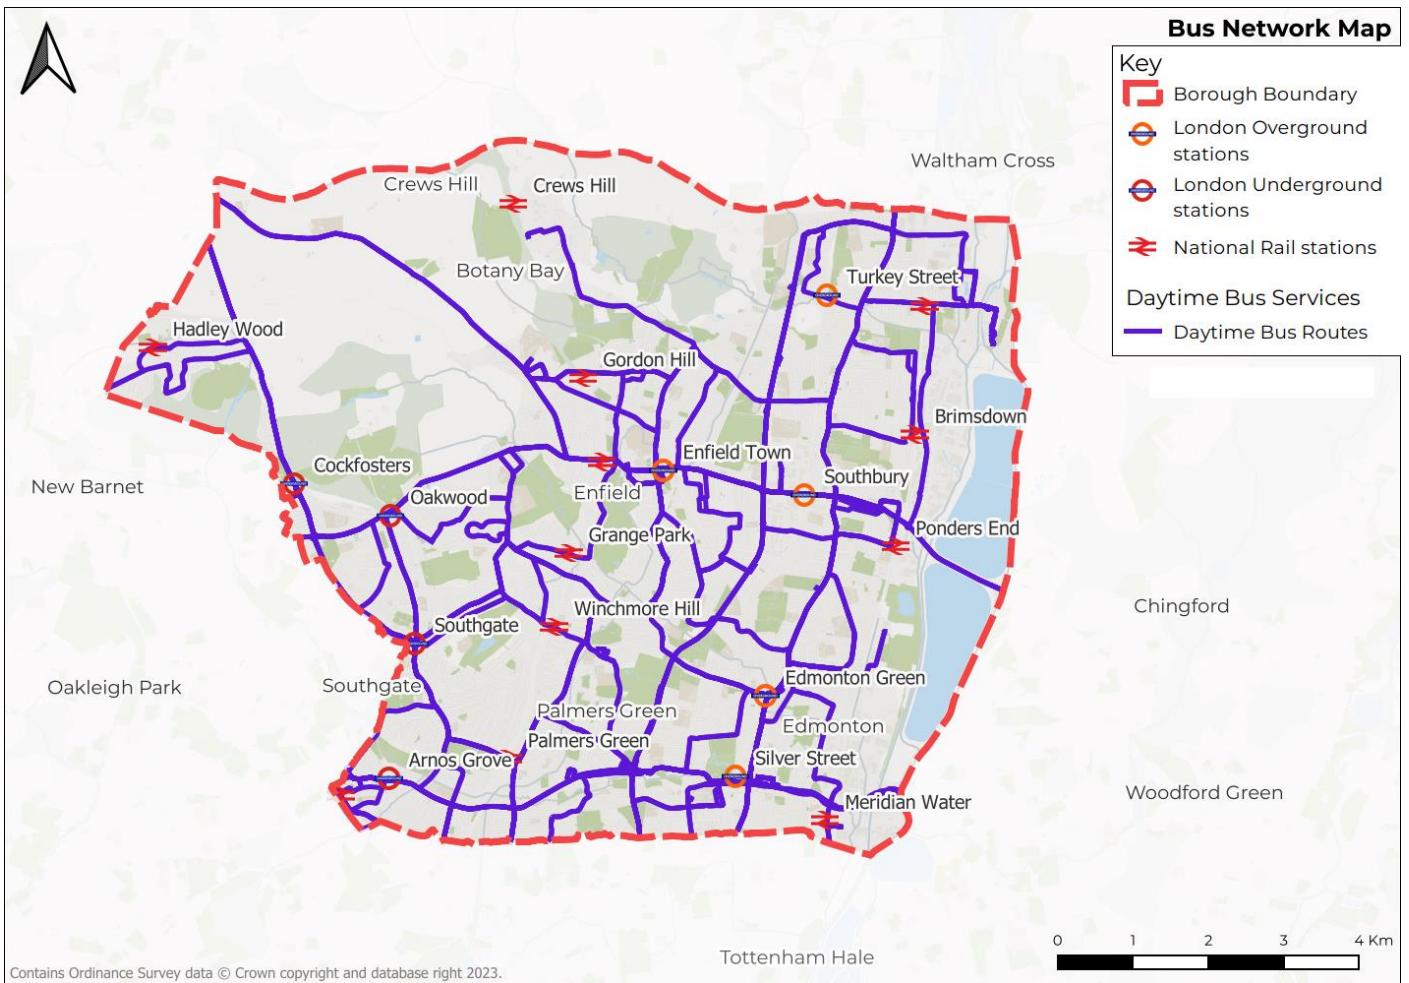 Bus Network Map
Key
Borough Boundary
London Overground
stations
London Underground
stations
National Rail stations
Daytime Bus Services
Daytime Bus Routes
Waltham Cross
Crews Hill
Crews Hill
Botany Bay
Turkey Street
Hadley Wood
Gordon Hill
Brimsdown
Enfield Town
Cockfosters
Southbury
New Barnet
Oakwood
Enfield
Ponders End
Grange Park
Chingford
Winchmore Hill
Southgate
Edmonton Green
Oakleigh Park
Southgate
Palmers Green
Edmonton
Palmers Green
Arnos Grove
Silver Street
Woodford Green
Meridian Water
0 1 2 3 4 Km
Tottenham Hale
Contains Ordinance Survey data © Crown copyright and database right 2023.